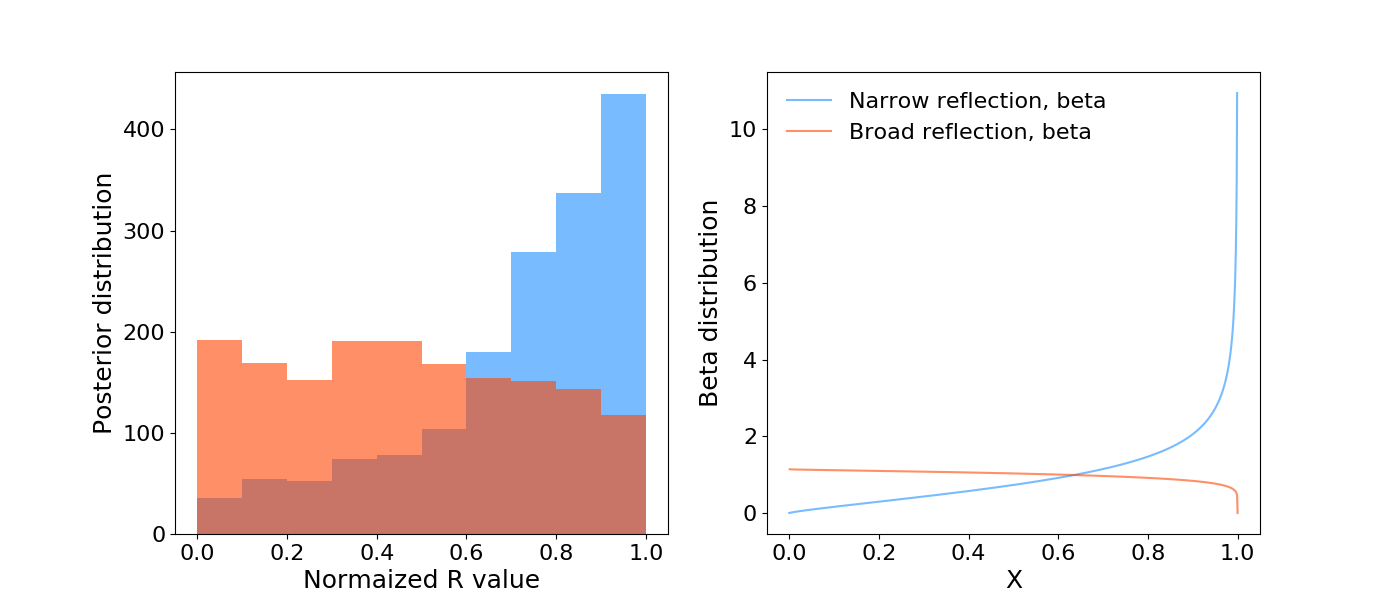 Posterior distribution
400
300
200
100
0
0.0 0.2 0.4 0.6 0.8 1.0
Normaized R value
Beta distribution
10
8
6
4
2
0
Narrow reflection, beta
Broad reflection, beta
0.0 0.2 0.4 0.6 0.8 1.0
X